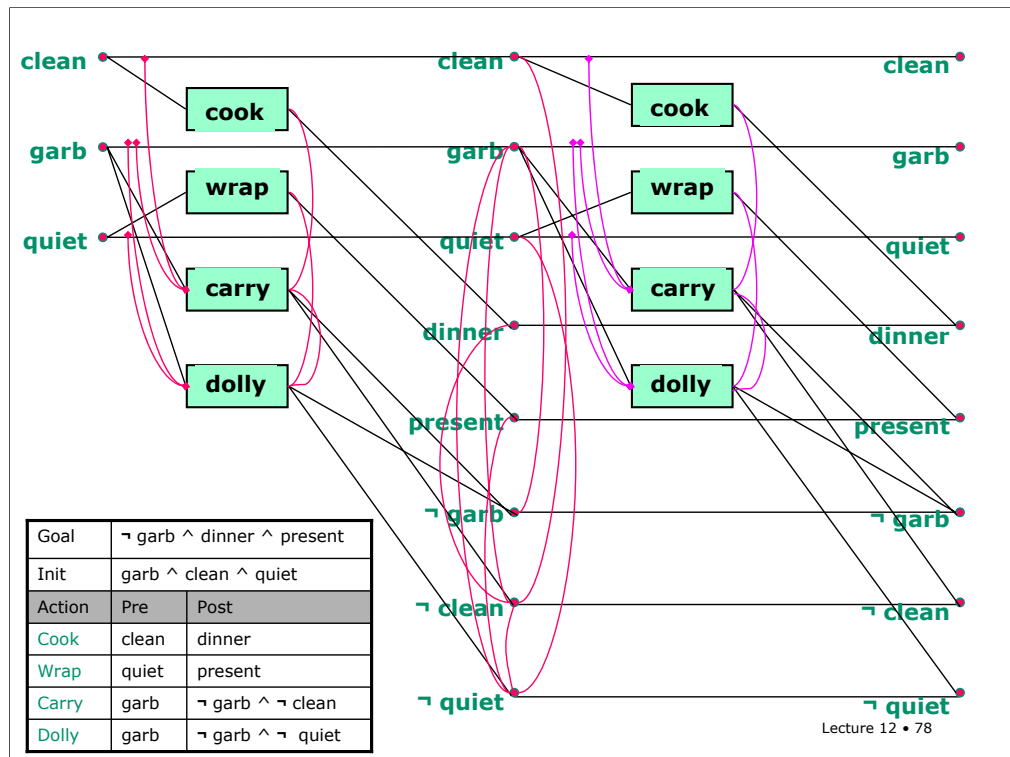 clean clean clean
cook cook
garb garb garb
wrap wrap
quiet quiet quiet
carry carry
dinner dinner
dolly dolly
present present
¬ garb ¬ garb
¬ clean ¬ clean
¬ quiet ¬ quiet
Goal ¬ garb ^ dinner ^ present
Init garb ^ clean ^ quiet
Action Pre Post
Cook clean dinner
Wrap quiet present
Carry garb ¬ garb ^ ¬ clean
Dolly garb ¬ garb ^ ¬ quiet
Lecture 12 • 78